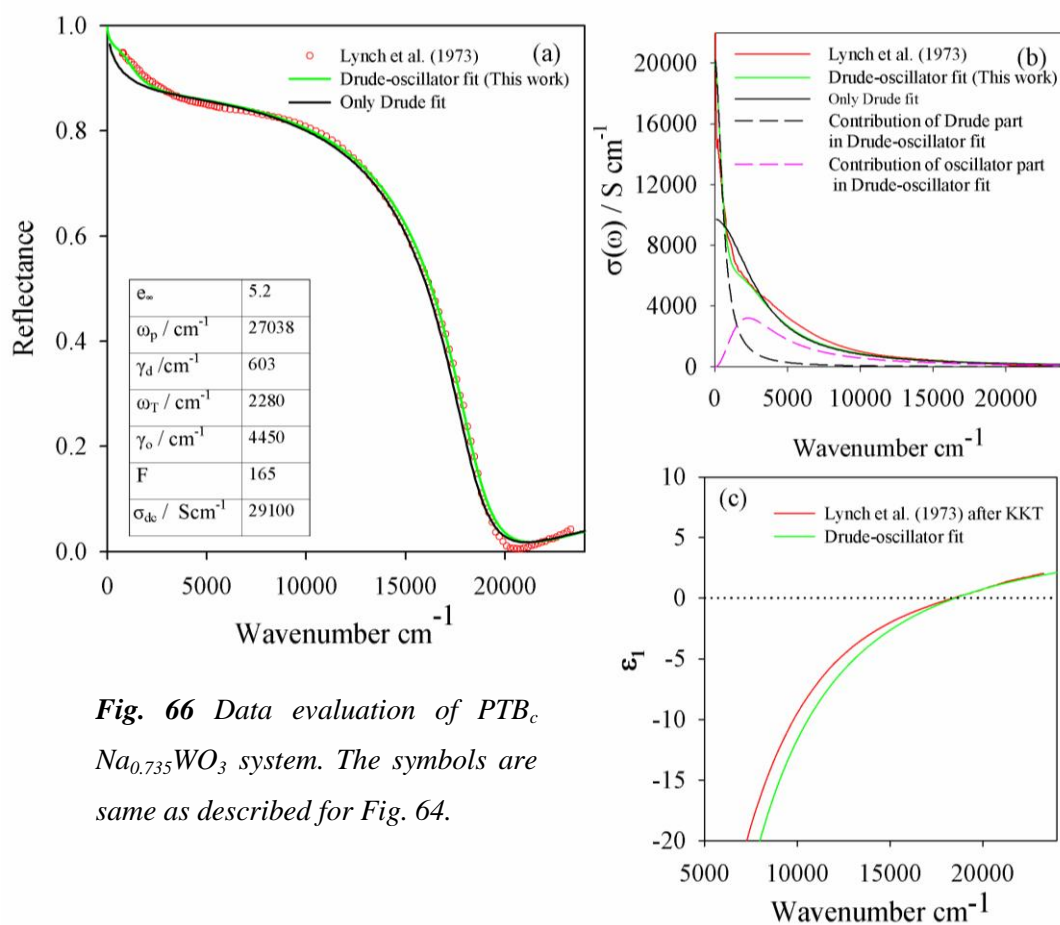 1.0
0.8
0.6
0.4
0.2
0.0
Reflectance
(a)
Lynch et al. (1973)
Drude-oscillator fit (This work)
Only Drude fit
e∞ 5.2
ωp / cm-1 27038
γd /cm-1 603
ωT / cm-1 2280
γo / cm-1 4450
F 165
σdc / Scm-1 29100
0 5000 10000 15000 20000
Wavenumber cm-1
(b)
20000
16000
12000
8000
4000
0
σ(ω) / S cm-1
Lynch et al. (1973)
Drude-oscillator fit (This work)
Only Drude fit
Contribution of Drude part
in Drude-oscillator fit
Contribution of oscillator part
in Drude-oscillator fit
0 5000 10000 15000 20000
Wavenumber cm-1
(c)
10
5
0
-5
-10
-15
-20
ε1
Lynch et al. (1973) after KKT
Drude-oscillator fit
5000 10000 15000 20000
Wavenumber cm-1
Fig. 66 Data evaluation of PTBc
Na0.735WO3 system. The symbols are
same as described for Fig. 64.